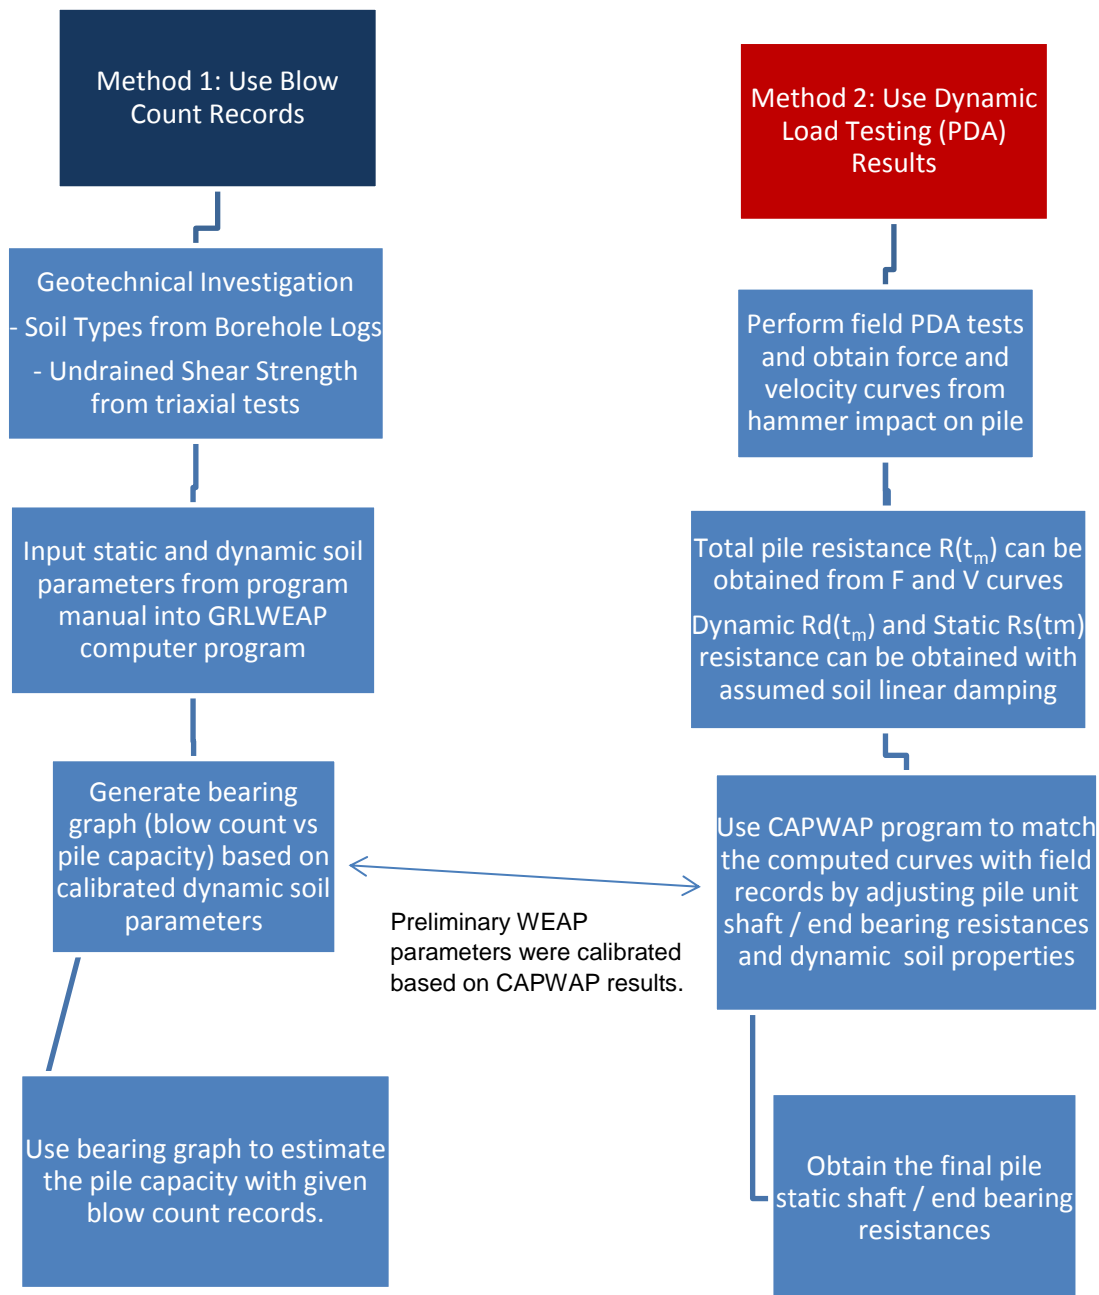 Method 1: Use Blow
Count Records
Geotechnical Investigation
- Soil Types from Borehole Logs
- Undrained Shear Strength
from triaxial tests
Input static and dynamic soil
parameters from program
manual into GRLWEAP
computer program
Generate bearing
graph (blow count vs
pile capacity) based on
calibrated dynamic soil
parameters
Use bearing graph to estimate
the pile capacity with given
blow count records.
Preliminary WEAP
parameters were calibrated
based on CAPWAP results.
Method 2: Use Dynamic
Load Testing (PDA)
Results
Perform field PDA tests
and obtain force and
velocity curves from
hammer impact on pile
Total pile resistance R(tm) can be
obtained from F and V curves
Dynamic Rd(tm) and Static Rs(tm)
resistance can be obtained with
assumed soil linear damping
Use CAPWAP program to match
the computed curves with field
records by adjusting pile unit
shaft / end bearing resistances
and dynamic  soil properties
Obtain the final pile
static shaft / end bearing
resistances